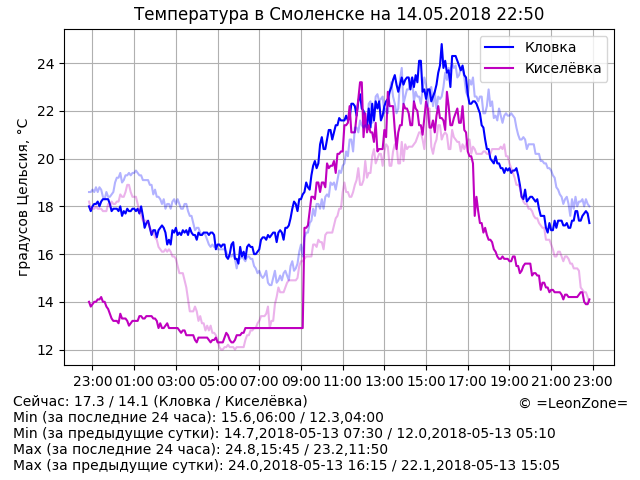 Температура в Смоленске на 14.05.2018 22:50
Кловка
Киселёвка
градусов Цельсия, °C
24
22
20
18
16
14
12
23:00 01:00 03:00 05:00 07:00 09:00 11:00 13:00 15:00 17:00 19:00 21:00 23:00
Сейчас: 17.3 / 14.1 (Кловка / Киселёвка)
© =LeonZone=
Min (за последние 24 часа): 15.6,06:00 / 12.3,04:00
Min (за предыдущие сутки): 14.7,2018-05-13 07:30 / 12.0,2018-05-13 05:10
Max (за последние 24 часа): 24.8,15:45 / 23.2,11:50
Max (за предыдущие сутки): 24.0,2018-05-13 16:15 / 22.1,2018-05-13 15:05